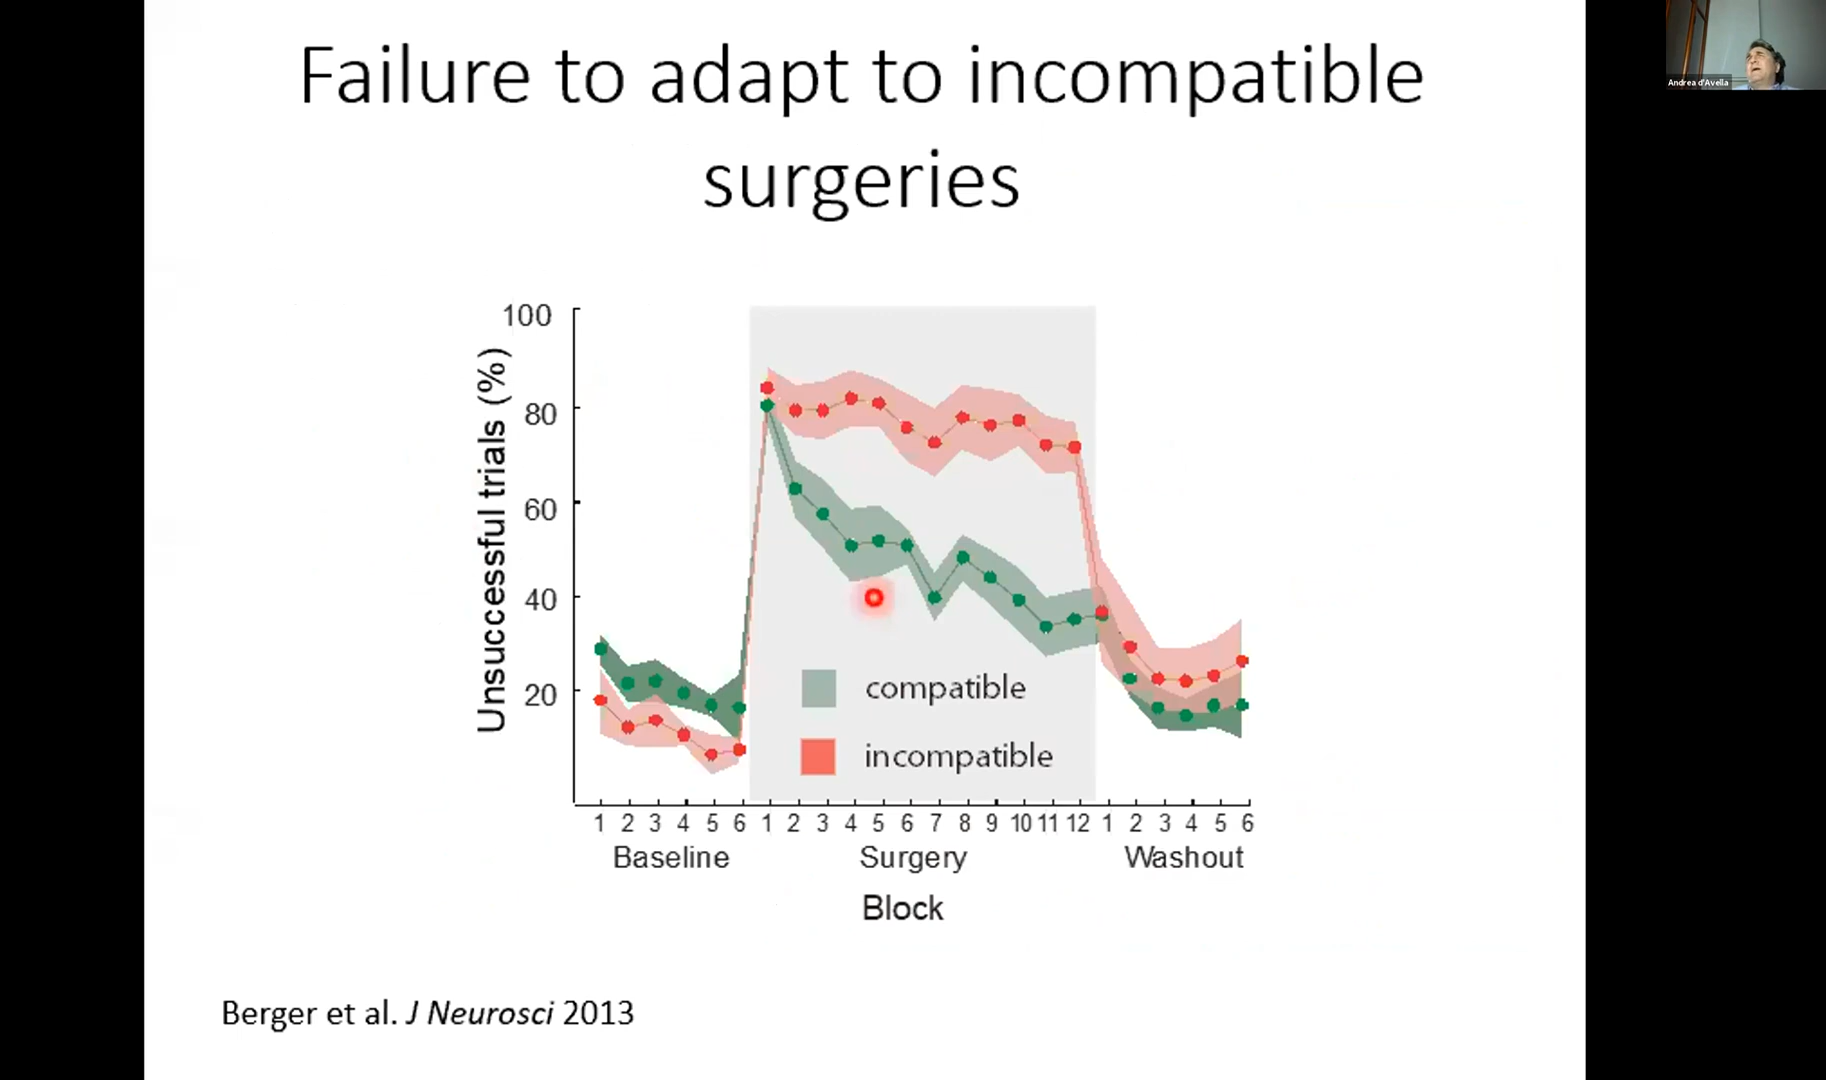 Failure to adapt to incompatible
surgeries
Andrea d'Avella
Unsuccessful trials (%)
100
80
60
40
20
compatible
incompatible
1 2 3 4 5 6 1 2 3 4 5 6 7 8 9 10 11 12 1 2 3 4 5 6
Baseline Surgery Washout
Block
Berger et al. J Neurosci 2013